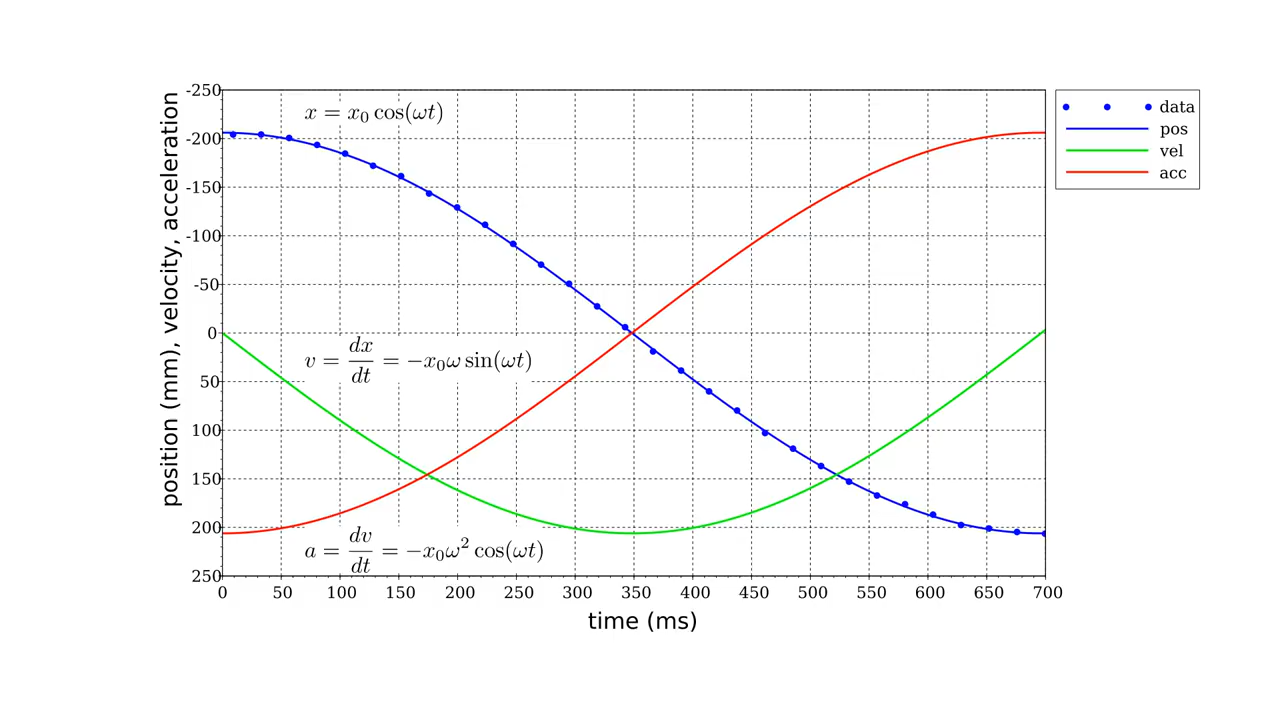 position (mm), velocity, acceleration
-250
-200
-150
-100
-50
0
50
100
150
200
250
x = x₀ cos(ωt)
v = dx/dt = −x₀ω sin(ωt)
a = dv/dt = −x₀ω² cos(ωt)
0 50 100 150 200 250 300 350 400 450 500 550 600 650 700
time (ms)
data
pos
vel
acc